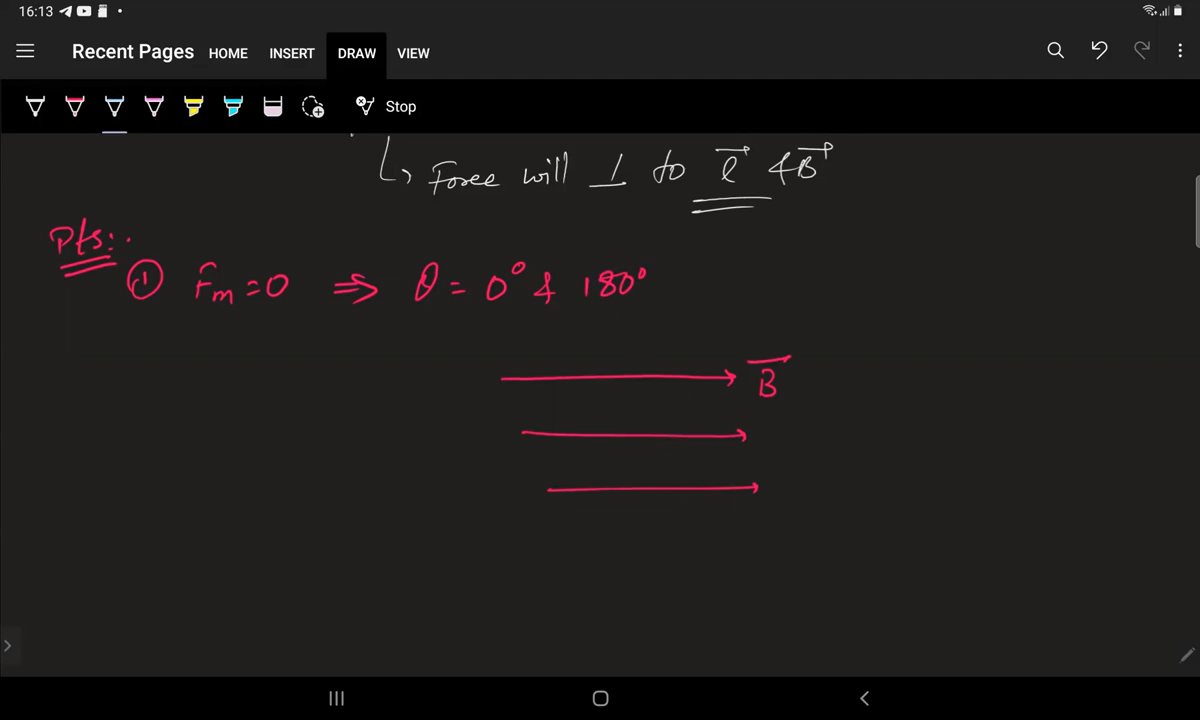 16:13
Recent Pages HOME INSERT DRAW VIEW
Stop
↳ Force will ⊥ to l⃗ & B⃗
Pts:
① Fm = 0 ⇒ θ = 0° & 180°
B⃗